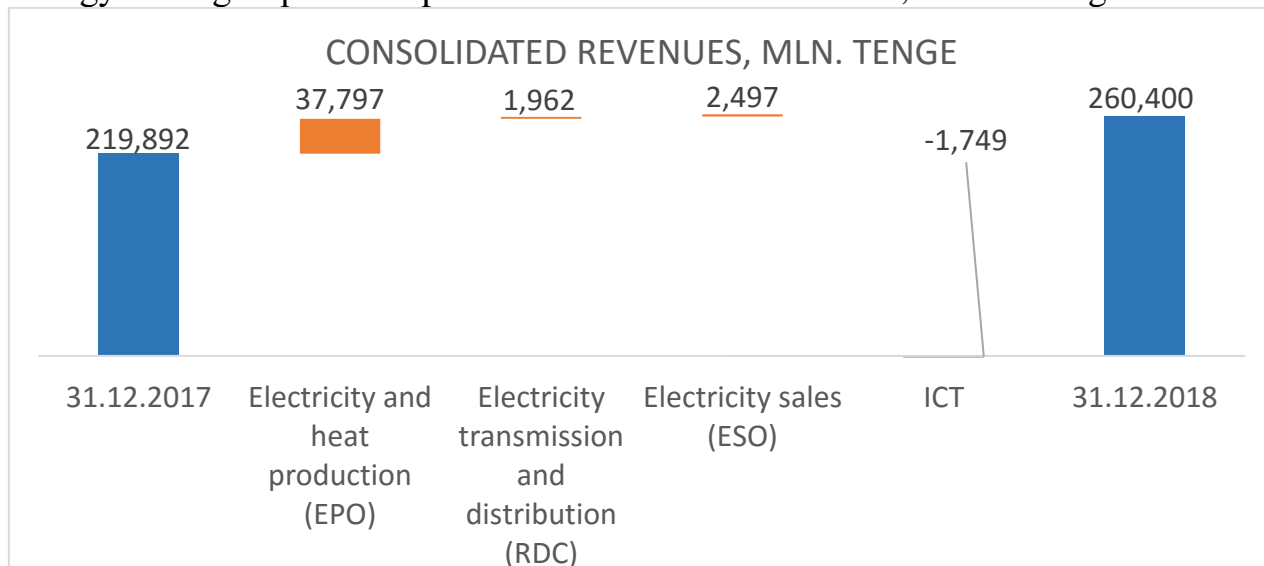 CONSOLIDATED REVENUES, MLN. TENGE
219,892
37,797
1,962
2,497
-1,749
260,400
31.12.2017
Electricity and
heat
production
(EPO)
Electricity
transmission
and
distribution
(RDC)
Electricity sales
(ESO)
ICT
31.12.2018